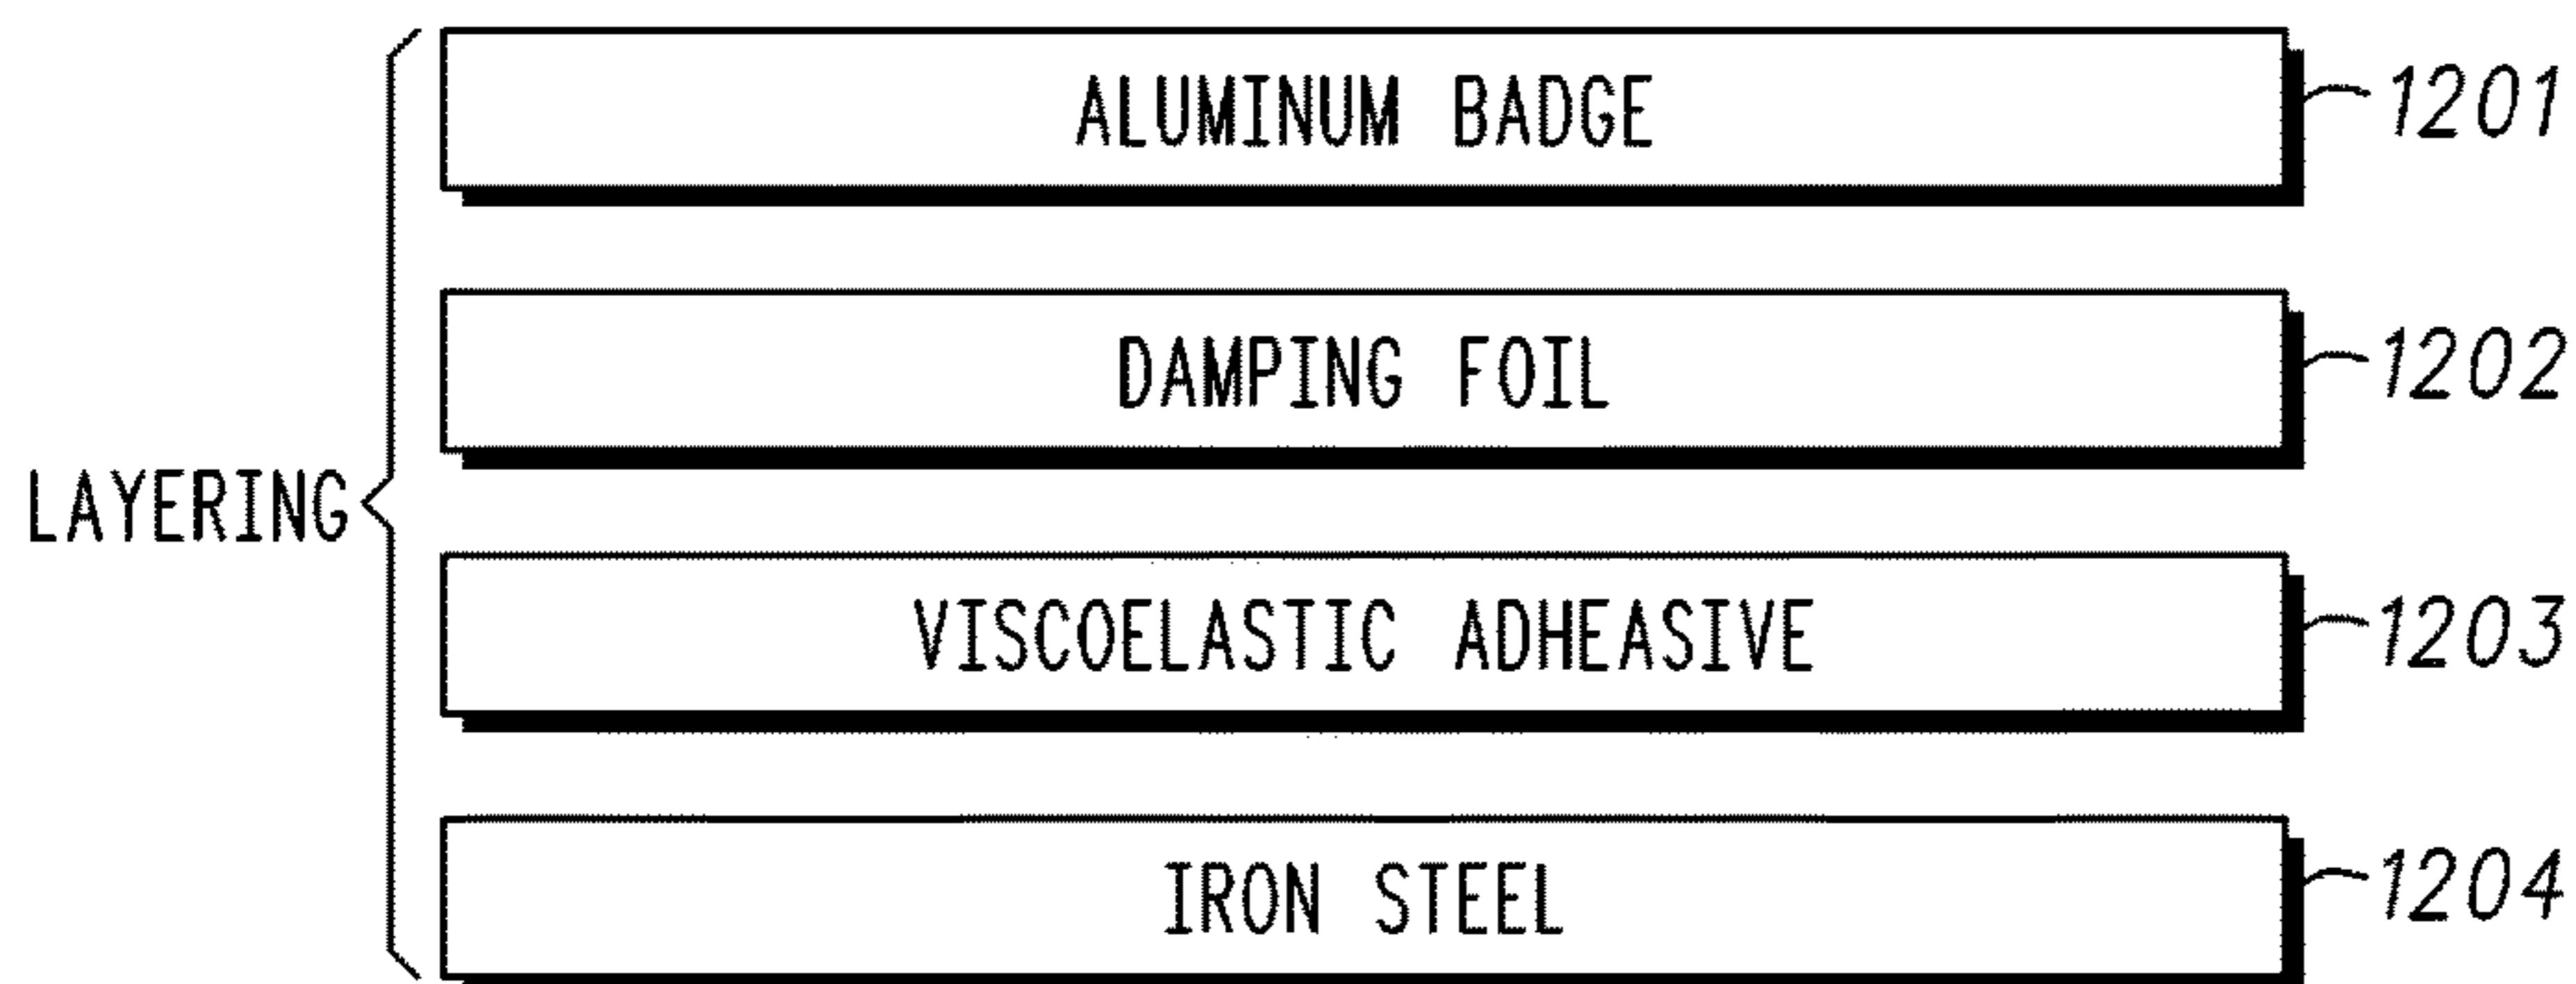 ALUMINUM BADGE 1201
DAMPING FOIL 1202
LAYERING
VISCOELASTIC ADHEASIVE 1203
IRON STEEL 1204